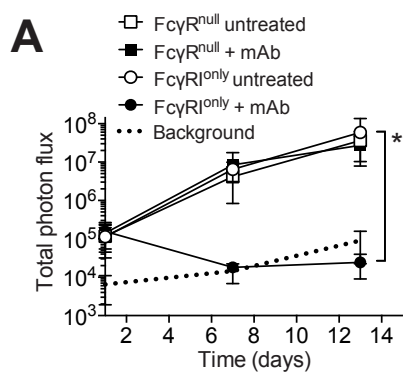 A
FcγRⁿᵘˡˡ untreated
FcγRⁿᵘˡˡ + mAb
FcγRIᵒⁿˡʸ untreated
FcγRIᵒⁿˡʸ + mAb
Background
Total photon flux
10⁸
10⁷
10⁶
10⁵
10⁴
10³
*
2 4 6 8 10 12 14
Time (days)